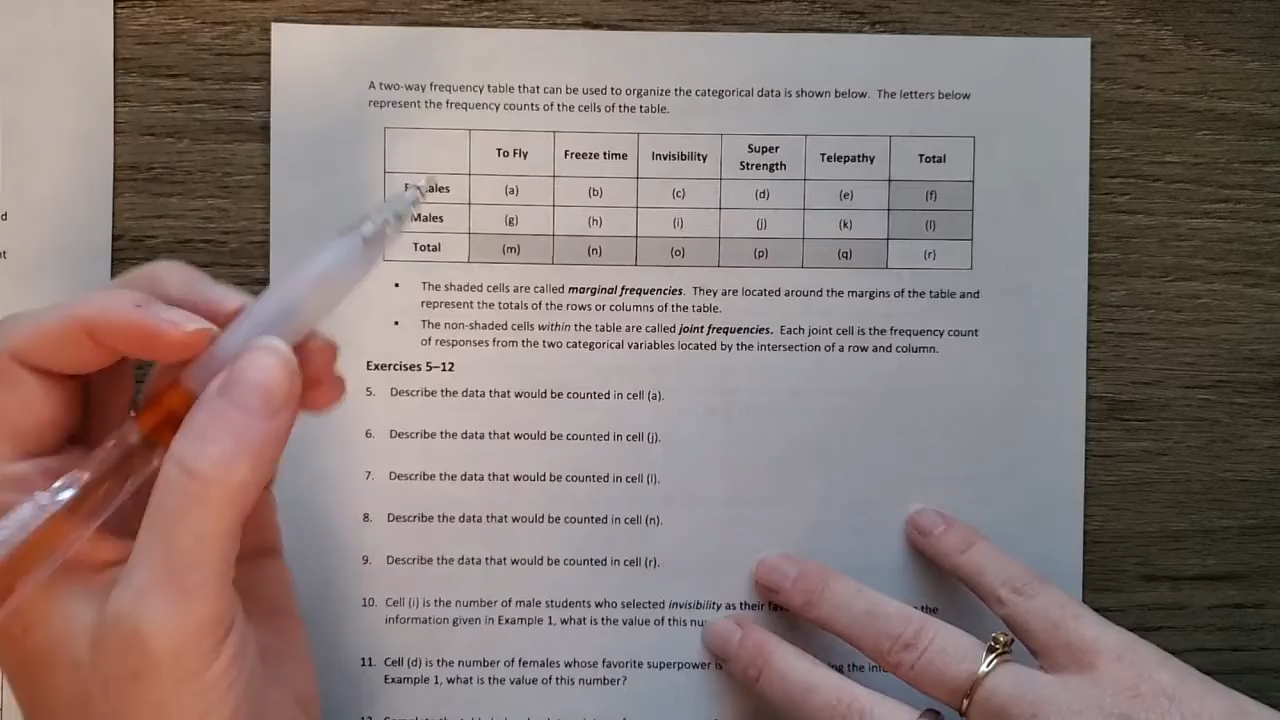 A two-way frequency table that can be used to organize the categorical data is shown below. The letters below
represent the frequency counts of the cells of the table.
To Fly Freeze time Invisibility Super Strength Telepathy Total
Females (a) (b) (c) (d) (e) (f)
Males (g) (h) (i) (j) (k) (l)
Total (m) (n) (o) (p) (q) (r)
▪ The shaded cells are called marginal frequencies. They are located around the margins of the table and
represent the totals of the rows or columns of the table.
▪ The non-shaded cells within the table are called joint frequencies. Each joint cell is the frequency count
of responses from the two categorical variables located by the intersection of a row and column.
Exercises 5–12
5. Describe the data that would be counted in cell (a).
6. Describe the data that would be counted in cell (j).
7. Describe the data that would be counted in cell (l).
8. Describe the data that would be counted in cell (n).
9. Describe the data that would be counted in cell (r).
10. Cell (i) is the number of male students who selected invisibility as their the
information given in Example 1, what is the value of this
11. Cell (d) is the number of females whose favorite superpower is the
Example 1, what is the value of this number?